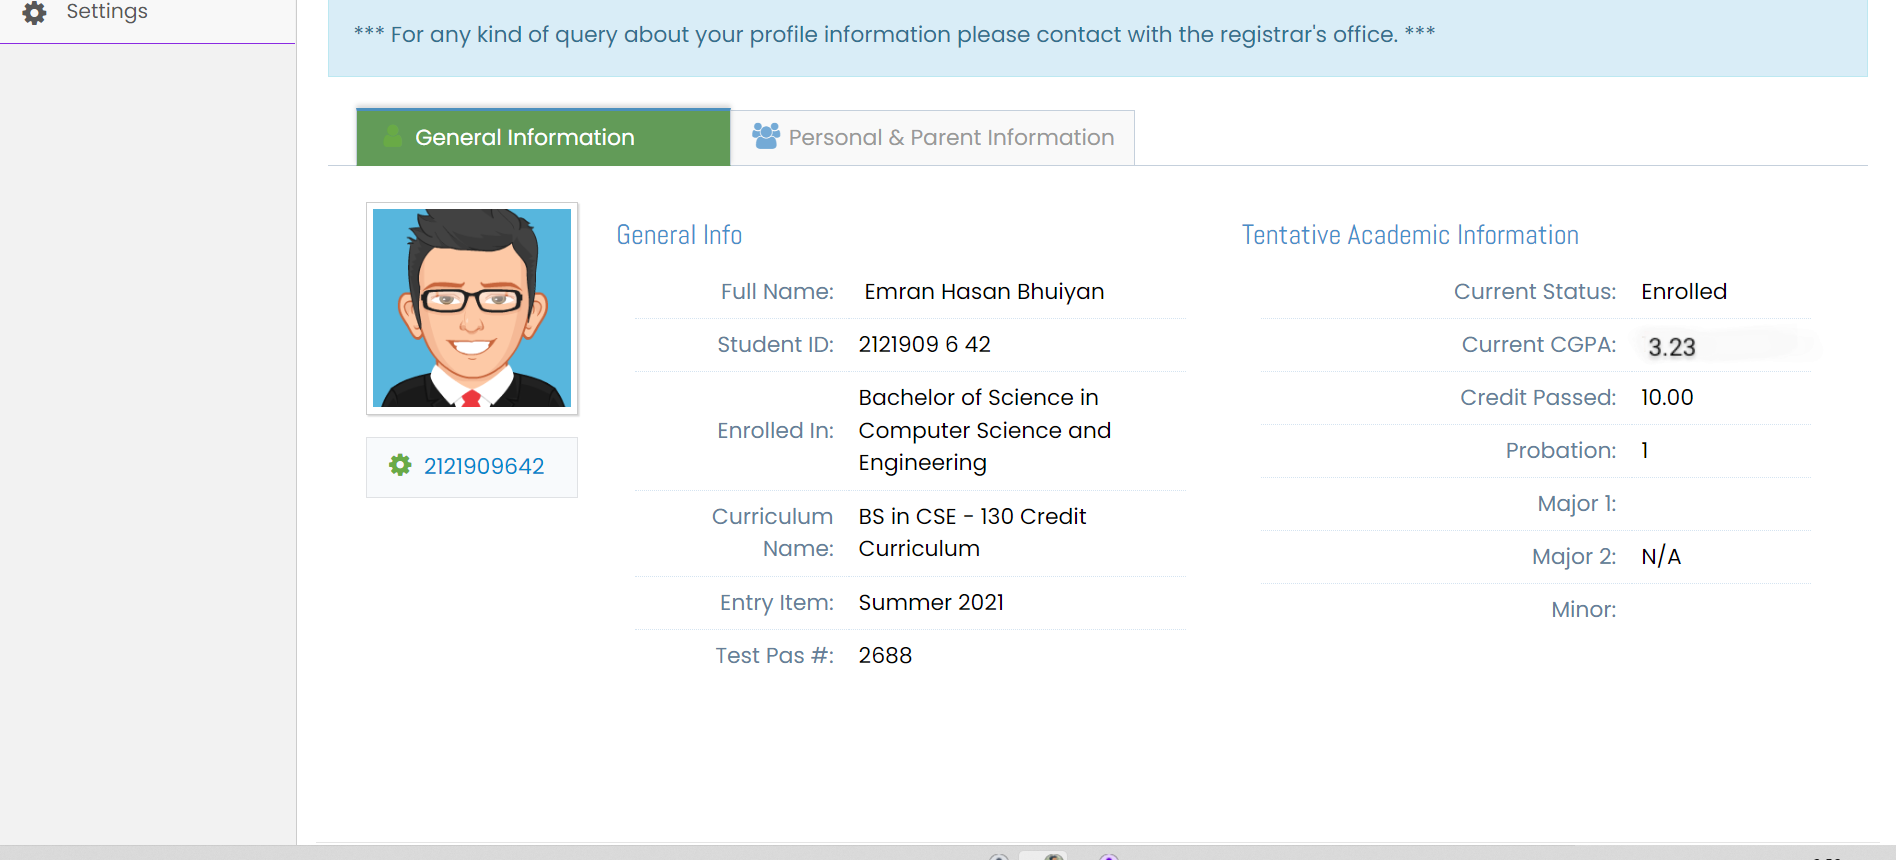 Settings
*** For any kind of query about your profile information please contact with the registrar's office. ***
General Information
Personal & Parent Information
2121909642
General Info
Full Name: Emran Hasan Bhuiyan
Student ID: 2121909 6 42
Enrolled In: Bachelor of Science in
Computer Science and
Engineering
Curriculum Name: BS in CSE - 130 Credit
Curriculum
Entry Item: Summer 2021
Test Pas #: 2688
Tentative Academic Information
Current Status: Enrolled
Current CGPA: 3.23
Credit Passed: 10.00
Probation: 1
Major 1:
Major 2: N/A
Minor: